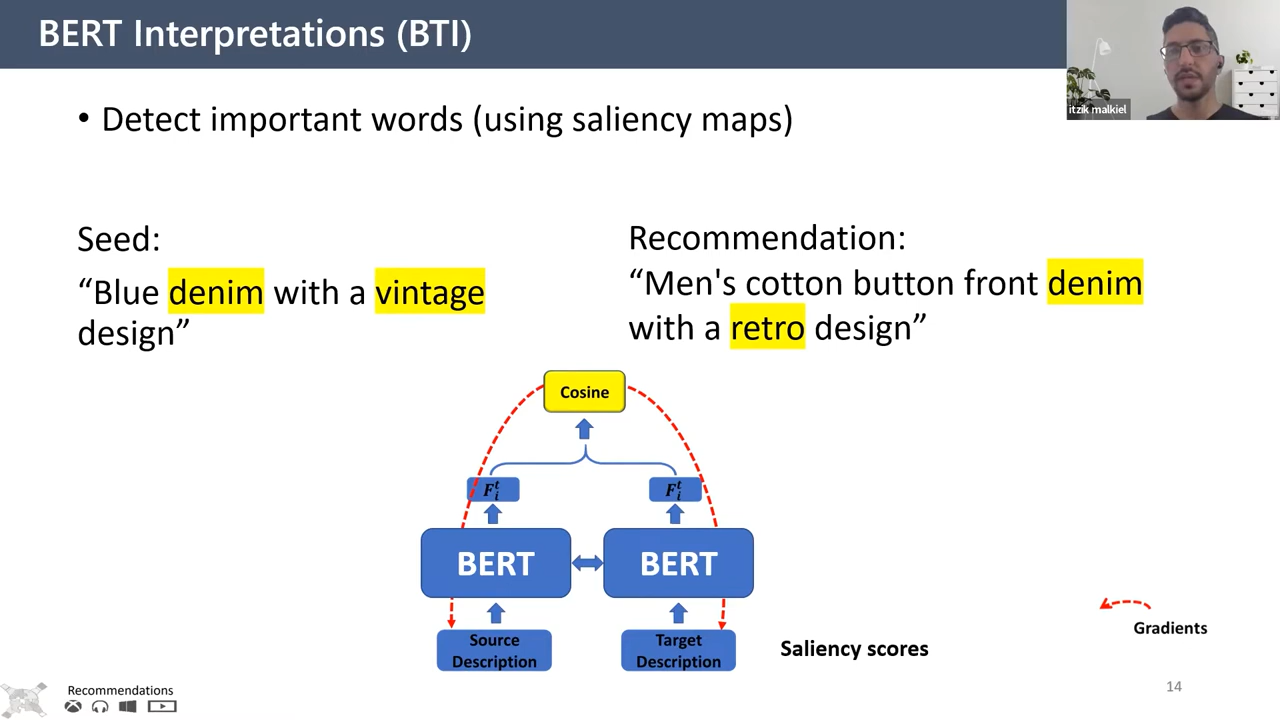 BERT Interpretations (BTI)
itzik malkiel
• Detect important words (using saliency maps)
Seed:
“Blue denim with a vintage
design”
Recommendation:
“Men's cotton button front denim
with a retro design”
Cosine
F_i^t
F_i^t
BERT
BERT
Source
Description
Target
Description
Saliency scores
Gradients
Recommendations
14